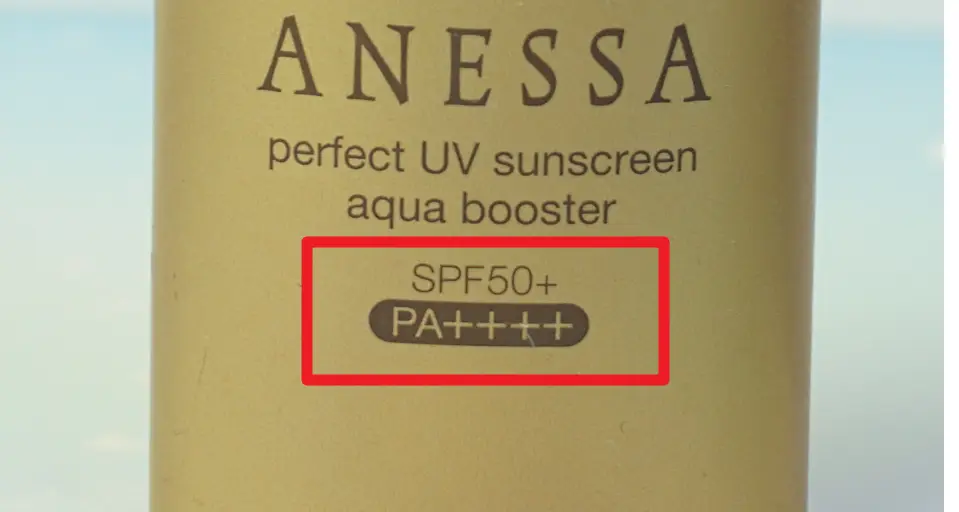 ANESSA
perfect UV sunscreen
aqua booster
SPF50+
PA++++